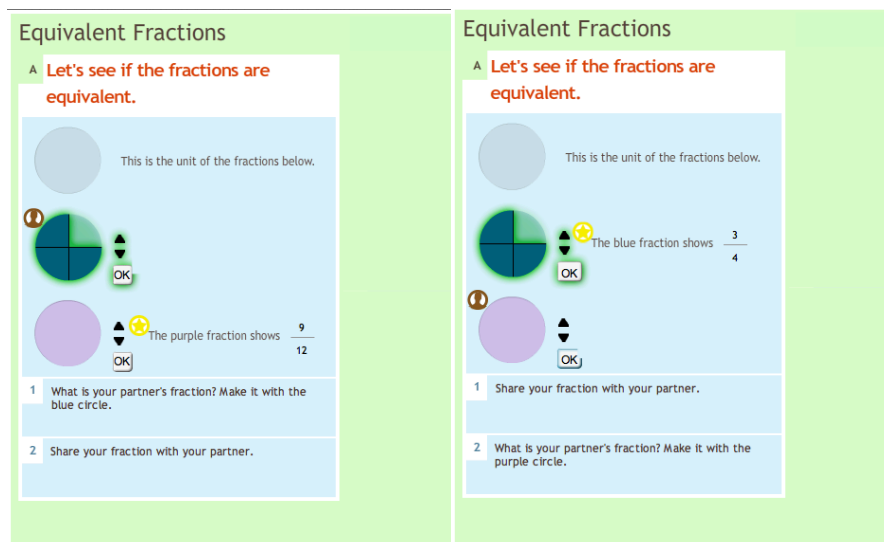 Equivalent Fractions
A Let's see if the fractions are
equivalent.
This is the unit of the fractions below.
OK
The purple fraction shows 9
12
OK
1 What is your partner's fraction? Make it with the
blue circle.
2 Share your fraction with your partner.
Equivalent Fractions
A Let's see if the fractions are
equivalent.
This is the unit of the fractions below.
The blue fraction shows 3
4
OK
OK
1 Share your fraction with your partner.
2 What is your partner's fraction? Make it with the
purple circle.